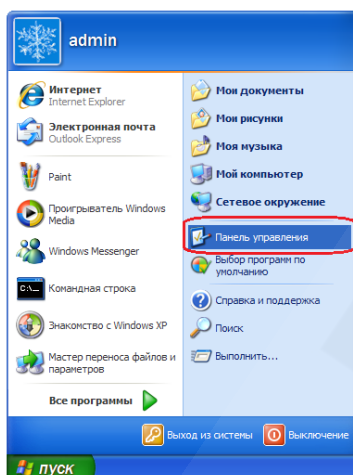 admin
Интернет
Internet Explorer
Электронная почта
Outlook Express
Paint
Проигрыватель Windows
Media
Windows Messenger
C:\_
Командная строка
Знакомство с Windows XP
Мастер переноса файлов и
параметров
Все программы
Мои документы
Мои рисунки
Моя музыка
Мой компьютер
Сетевое окружение
Панель управления
Выбор программ по
умолчанию
Справка и поддержка
Поиск
Выполнить...
Выход из системы
Выключение
пуск